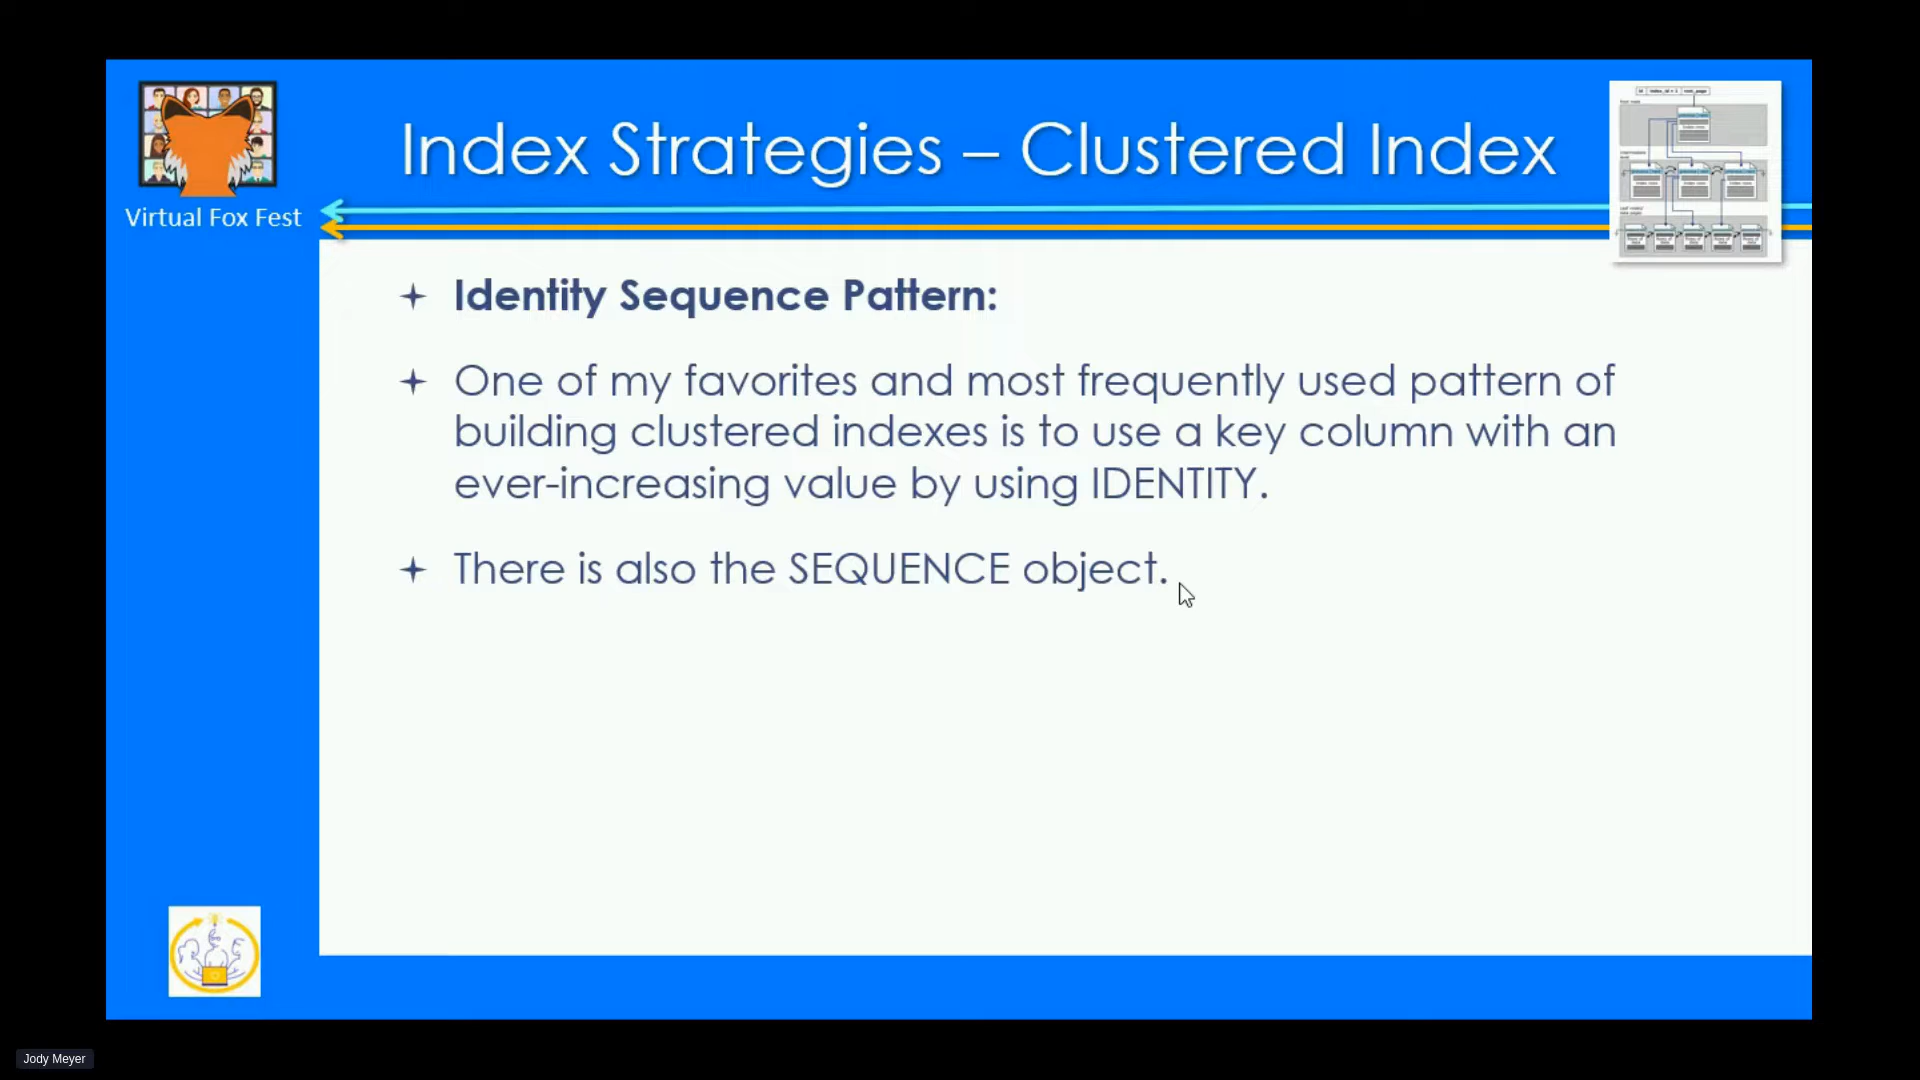 Index Strategies – Clustered Index
Virtual Fox Fest
Identity Sequence Pattern:
One of my favorites and most frequently used pattern of
building clustered indexes is to use a key column with an
ever-increasing value by using IDENTITY.
There is also the SEQUENCE object.
Jody Meyer